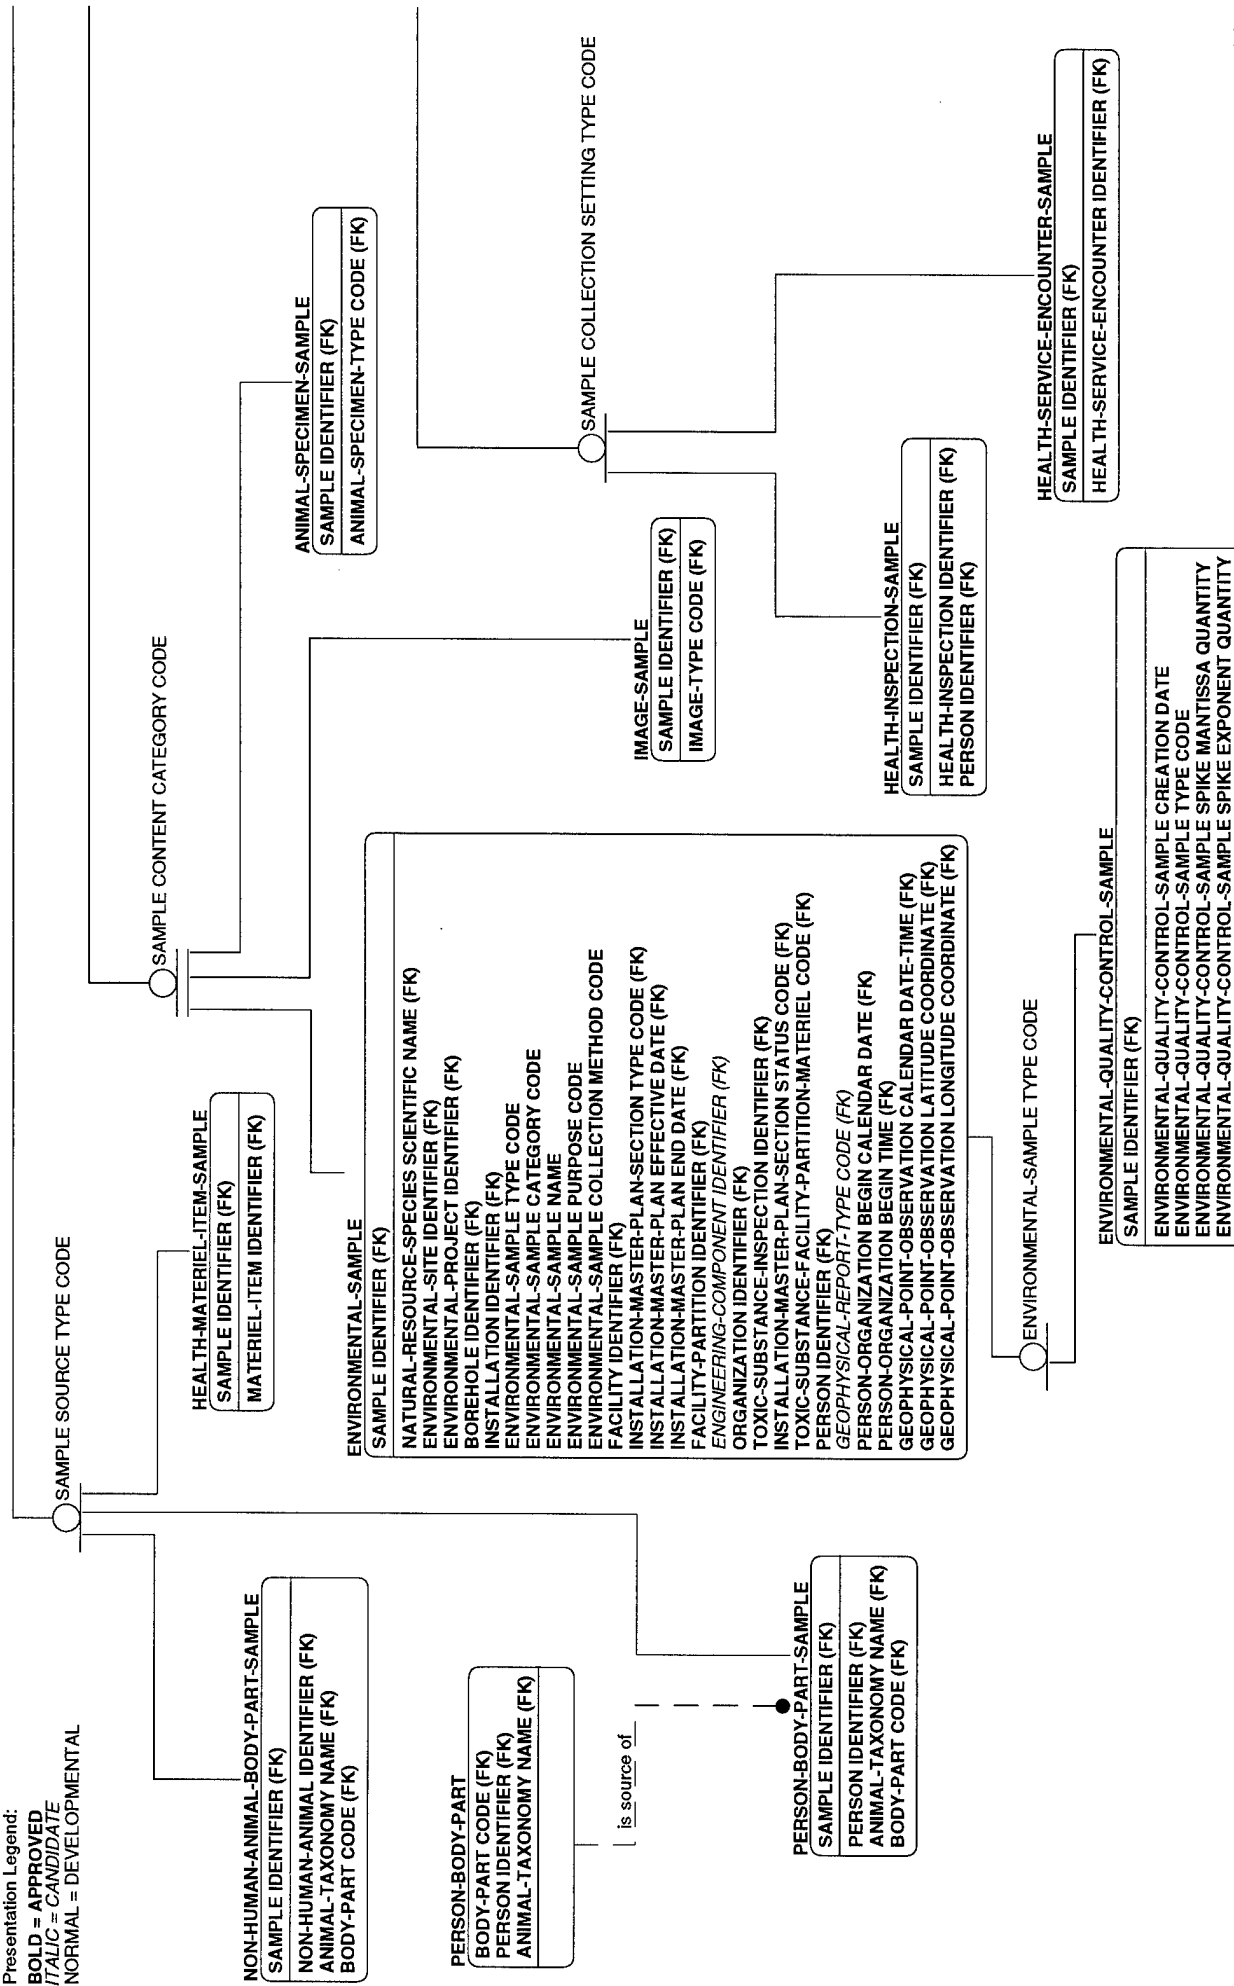 Presentation Legend:
BOLD = APPROVED
ITALIC = CANDIDATE
NORMAL = DEVELOPMENTAL
SAMPLE SOURCE TYPE CODE
SAMPLE CONTENT CATEGORY CODE
NON-HUMAN-ANIMAL-BODY-PART-SAMPLE
SAMPLE IDENTIFIER (FK)
NON-HUMAN-ANIMAL IDENTIFIER (FK)
ANIMAL-TAXONOMY NAME (FK)
BODY-PART CODE (FK)
HEALTH-MATERIEL-ITEM-SAMPLE
SAMPLE IDENTIFIER (FK)
MATERIEL-ITEM IDENTIFIER (FK)
ANIMAL-SPECIMEN-SAMPLE
SAMPLE IDENTIFIER (FK)
ANIMAL-SPECIMEN-TYPE CODE (FK)
PERSON-BODY-PART
BODY-PART CODE (FK)
PERSON IDENTIFIER (FK)
ANIMAL-TAXONOMY NAME (FK)
is source of
PERSON-BODY-PART-SAMPLE
SAMPLE IDENTIFIER (FK)
PERSON IDENTIFIER (FK)
ANIMAL-TAXONOMY NAME (FK)
BODY-PART CODE (FK)
ENVIRONMENTAL-SAMPLE
SAMPLE IDENTIFIER (FK)
NATURAL-RESOURCE-SPECIES SCIENTIFIC NAME (FK)
ENVIRONMENTAL-SITE IDENTIFIER (FK)
ENVIRONMENTAL-PROJECT IDENTIFIER (FK)
BOREHOLE IDENTIFIER (FK)
INSTALLATION IDENTIFIER (FK)
ENVIRONMENTAL-SAMPLE TYPE CODE
ENVIRONMENTAL-SAMPLE CATEGORY CODE
ENVIRONMENTAL-SAMPLE NAME
ENVIRONMENTAL-SAMPLE PURPOSE CODE
ENVIRONMENTAL-SAMPLE COLLECTION METHOD CODE
FACILITY IDENTIFIER (FK)
INSTALLATION-MASTER-PLAN-SECTION TYPE CODE (FK)
INSTALLATION-MASTER-PLAN EFFECTIVE DATE (FK)
INSTALLATION-MASTER-PLAN END DATE (FK)
FACILITY-PARTITION IDENTIFIER (FK)
ENGINEERING-COMPONENT IDENTIFIER (FK)
ORGANIZATION IDENTIFIER (FK)
TOXIC-SUBSTANCE-INSPECTION IDENTIFIER (FK)
INSTALLATION-MASTER-PLAN-SECTION STATUS CODE (FK)
TOXIC-SUBSTANCE-FACILITY-PARTITION-MATERIEL CODE (FK)
PERSON IDENTIFIER (FK)
GEOPHYSICAL-REPORT-TYPE CODE (FK)
PERSON-ORGANIZATION BEGIN CALENDAR DATE (FK)
PERSON-ORGANIZATION BEGIN TIME (FK)
GEOPHYSICAL-POINT-OBSERVATION CALENDAR DATE-TIME (FK)
GEOPHYSICAL-POINT-OBSERVATION LATITUDE COORDINATE (FK)
GEOPHYSICAL-POINT-OBSERVATION LONGITUDE COORDINATE (FK)
IMAGE-SAMPLE
SAMPLE IDENTIFIER (FK)
IMAGE-TYPE CODE (FK)
SAMPLE COLLECTION SETTING TYPE CODE
HEALTH-INSPECTION-SAMPLE
SAMPLE IDENTIFIER (FK)
HEALTH-INSPECTION IDENTIFIER (FK)
PERSON IDENTIFIER (FK)
HEALTH-SERVICE-ENCOUNTER-SAMPLE
SAMPLE IDENTIFIER (FK)
HEALTH-SERVICE-ENCOUNTER IDENTIFIER (FK)
ENVIRONMENTAL-SAMPLE TYPE CODE
ENVIRONMENTAL-QUALITY-CONTROL-SAMPLE
SAMPLE IDENTIFIER (FK)
ENVIRONMENTAL-QUALITY-CONTROL-SAMPLE CREATION DATE
ENVIRONMENTAL-QUALITY-CONTROL-SAMPLE TYPE CODE
ENVIRONMENTAL-QUALITY-CONTROL-SAMPLE SPIKE MANTISSA QUANTITY
ENVIRONMENTAL-QUALITY-CONTROL-SAMPLE SPIKE EXPONENT QUANTITY